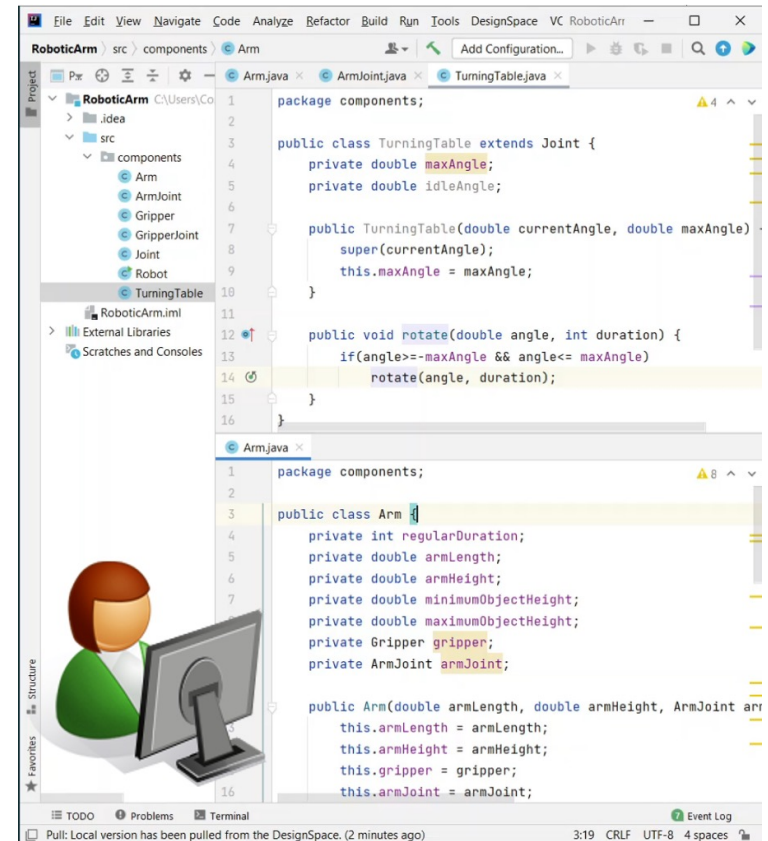 File Edit View Navigate Code Analyze Refactor Build Run Tools DesignSpace VC RoboticArr
RoboticArm src components Arm Add Configuration...
Project
Arm.java ArmJoint.java TurningTable.java
RoboticArm C:\Users\Co
.idea
src
components
Arm
ArmJoint
Gripper
GripperJoint
Joint
Robot
TurningTable
RoboticArm.iml
External Libraries
Scratches and Consoles
1 package components; 4
2
3 public class TurningTable extends Joint {
4 private double maxAngle;
5 private double idleAngle;
6
7 public TurningTable(double currentAngle, double maxAngle) {
8 super(currentAngle);
9 this.maxAngle = maxAngle;
10 }
11
12 public void rotate(double angle, int duration) {
13 if(angle>=-maxAngle && angle<= maxAngle)
14 rotate(angle, duration);
15 }
16 }
Arm.java
1 package components; 8
2
3 public class Arm {
4 private int regularDuration;
5 private double armLength;
6 private double armHeight;
7 private double minimumObjectHeight;
private double maximumObjectHeight;
private Gripper gripper;
private ArmJoint armJoint;
public Arm(double armLength, double armHeight, ArmJoint arm
this.armLength = armLength;
this.armHeight = armHeight;
this.gripper = gripper;
16 this.armJoint = armJoint;
Structure
Favorites
TODO Problems Terminal 7 Event Log
Pull: Local version has been pulled from the DesignSpace. (2 minutes ago) 3:19 CRLF UTF-8 4 spaces